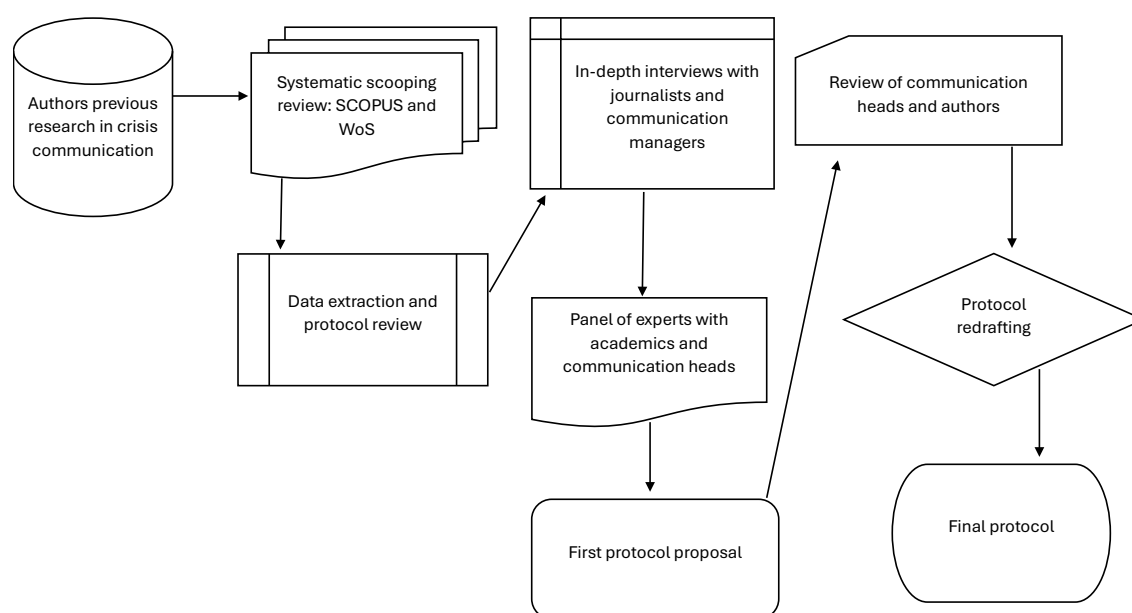 Authors previous
research in crisis
communication
Systematic scooping
review: SCOPUS and
WoS
Data extraction and
protocol review
In-depth interviews with
journalists and
communication
managers
Panel of experts with
academics and
communication heads
First protocol proposal
Review of communication
heads and authors
Protocol
redrafting
Final protocol